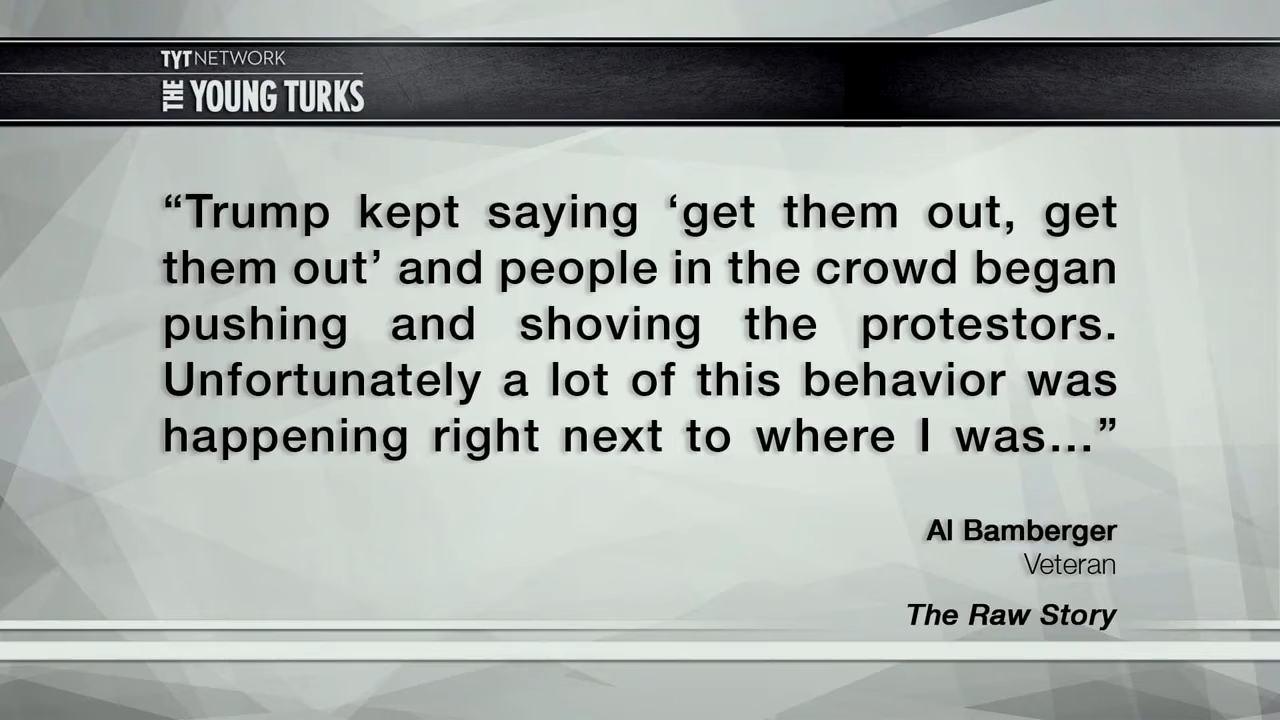 TYT NETWORK
THE YOUNG TURKS
“Trump kept saying ‘get them out, get
them out’ and people in the crowd began
pushing and shoving the protestors.
Unfortunately a lot of this behavior was
happening right next to where I was...”
Al Bamberger
Veteran
The Raw Story